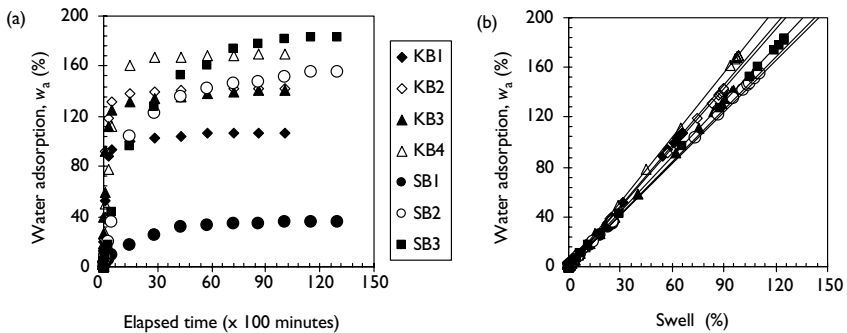 (a)
Water adsorption, wa (%)
200
160
120
80
40
0
0 30 60 90 120 150
Elapsed time (x 100 minutes)
KB1
KB2
KB3
KB4
SB1
SB2
SB3
(b)
Water adsorption, wa (%)
200
160
120
80
40
0
0 30 60 90 120 150
Swell (%)